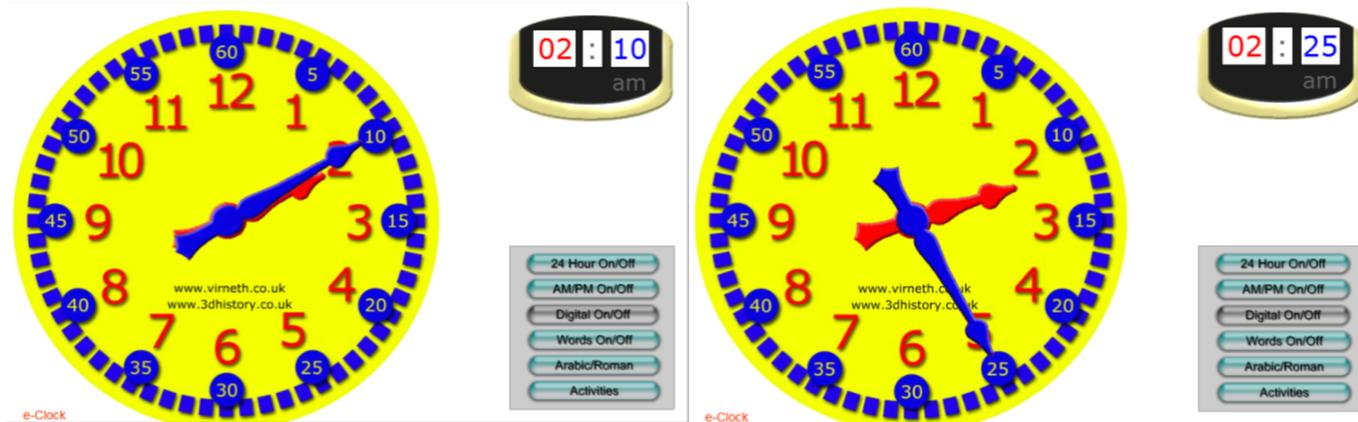 02 : 10
am
60
55
5
12
11
1
50
10
10
2
45
9
3
15
www.virneth.co.uk
www.3dhistory.co.uk
8
4
40
20
7
5
6
35
25
30
24 Hour On/Off
AM/PM On/Off
Digital On/Off
Words On/Off
Arabic/Roman
Activities
e-Clock
02 : 25
am
60
55
5
12
11
1
50
10
10
2
45
9
3
15
www.virneth.co.uk
www.3dhistory.co.uk
8
4
40
20
7
5
6
35
25
30
24 Hour On/Off
AM/PM On/Off
Digital On/Off
Words On/Off
Arabic/Roman
Activities
e-Clock